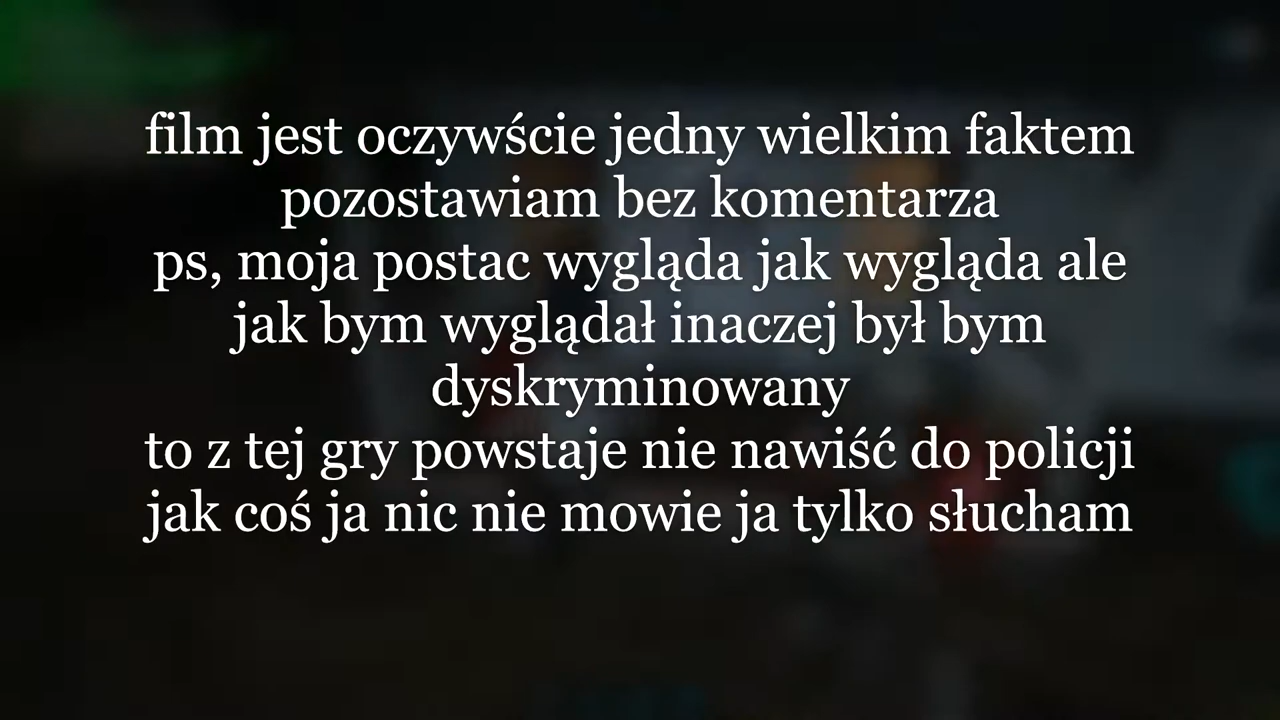 film jest oczywście jedny wielkim faktem
pozostawiam bez komentarza
ps, moja postac wygląda jak wygląda ale
jak bym wyglądał inaczej był bym
dyskryminowany
to z tej gry powstaje nie nawiść do policji
jak coś ja nic nie mowie ja tylko słucham